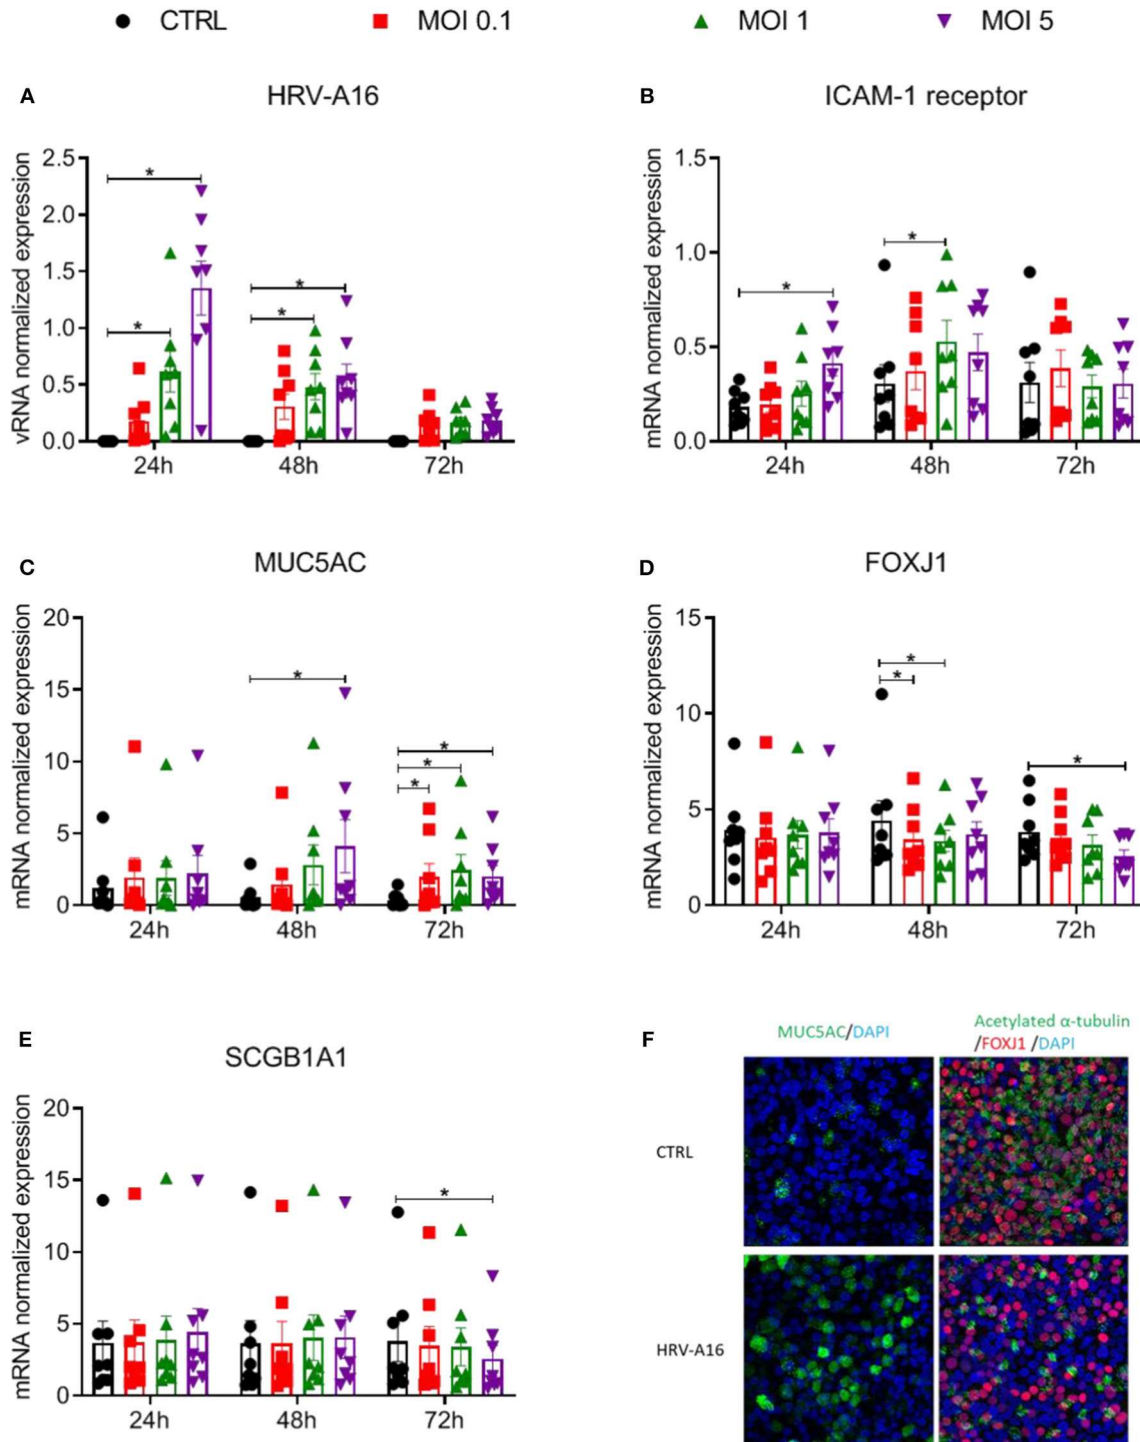 CTRL MOI 0.1 MOI 1 MOI 5
A HRV-A16
vRNA normalized expression
2.5
2.0
1.5
1.0
0.5
0.0
* * * *
24h 48h 72h
B ICAM-1 receptor
mRNA normalized expression
1.5
1.0
0.5
0.0
* *
24h 48h 72h
C MUC5AC
mRNA normalized expression
20
15
10
5
0
* * * *
24h 48h 72h
D FOXJ1
mRNA normalized expression
15
10
5
0
* * *
24h 48h 72h
E SCGB1A1
mRNA normalized expression
20
15
10
5
0
*
24h 48h 72h
F
MUC5AC/DAPI
Acetylated α-tubulin
/FOXJ1 /DAPI
CTRL
HRV-A16